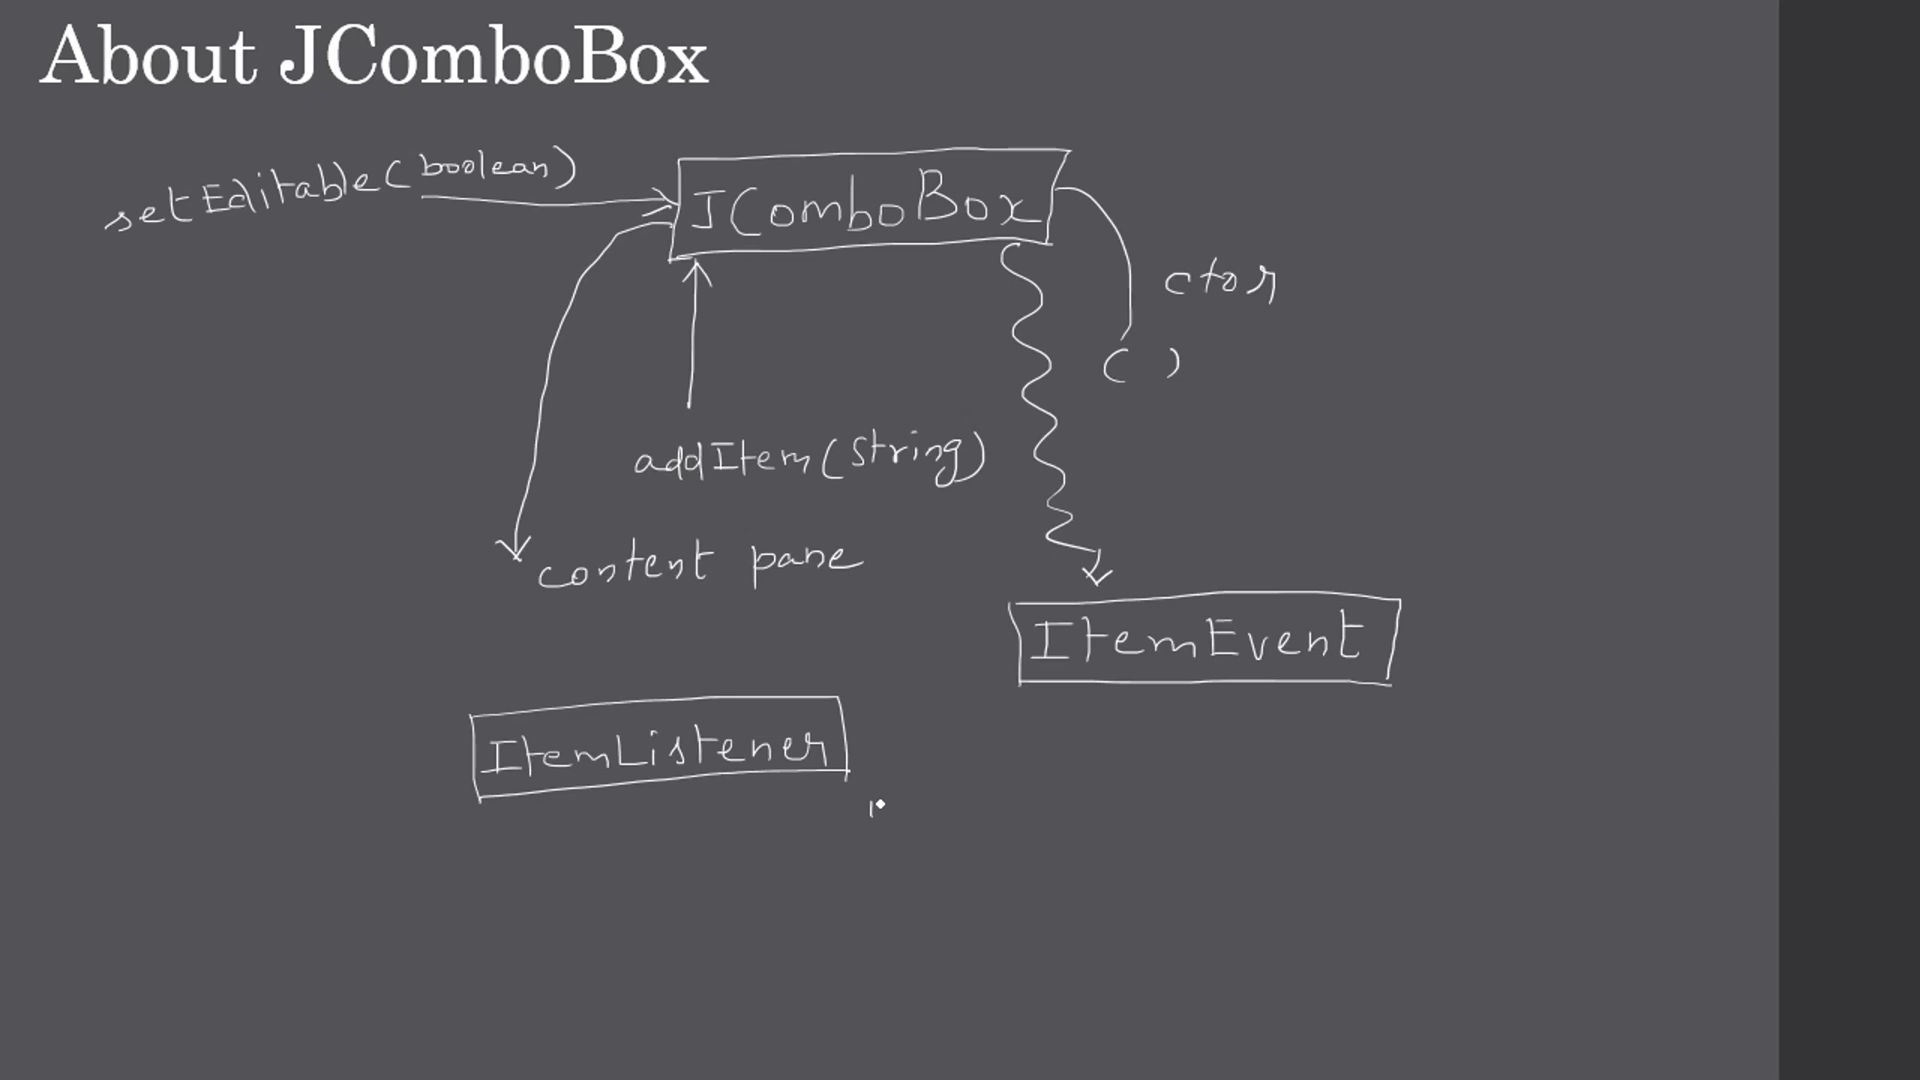 About JComboBox
setEditable(boolean)
JComboBox
ctor
( )
addItem(String)
content pane
ItemEvent
ItemListener